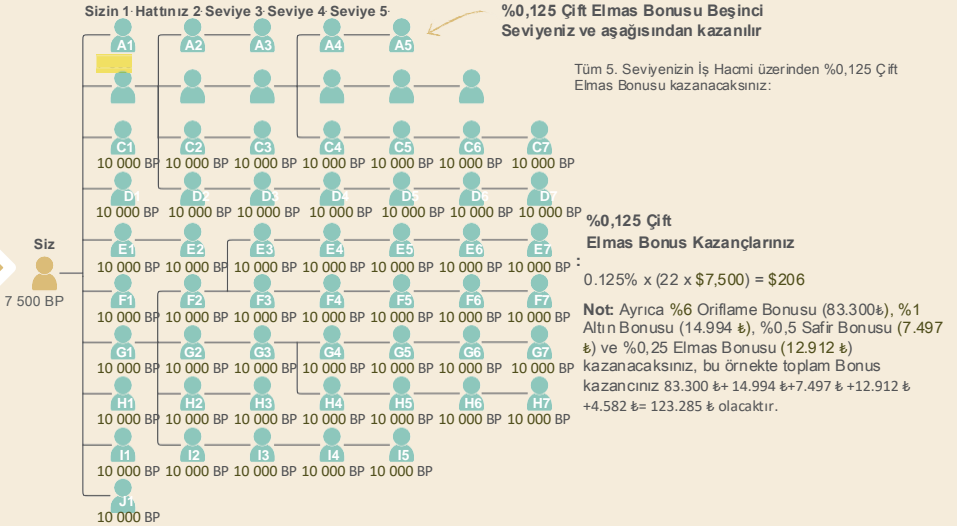 Sizin 1 Hattınız 2 Seviye 3 Seviye 4 Seviye 5
%0,125 Çift Elmas Bonusu Beşinci
Seviyeniz ve aşağısından kazanılır
Tüm 5. Seviyenizin İş Hacmi üzerinden %0,125 Çift
Elmas Bonusu kazanacaksınız:
A1 A2 A3 A4 A5
C1 C2 C3 C4 C5 C6 C7
10 000 BP 10 000 BP 10 000 BP 10 000 BP 10 000 BP 10 000 BP 10 000 BP
D1 D2 D3 D4 D5 D6 D7
10 000 BP 10 000 BP 10 000 BP 10 000 BP 10 000 BP 10 000 BP 10 000 BP
E1 E2 E3 E4 E5 E6 E7
10 000 BP 10 000 BP 10 000 BP 10 000 BP 10 000 BP 10 000 BP 10 000 BP
F1 F2 F3 F4 F5 F6 F7
10 000 BP 10 000 BP 10 000 BP 10 000 BP 10 000 BP 10 000 BP 10 000 BP
G1 G2 G3 G4 G5 G6 G7
10 000 BP 10 000 BP 10 000 BP 10 000 BP 10 000 BP 10 000 BP 10 000 BP
H1 H2 H3 H4 H5 H6 H7
10 000 BP 10 000 BP 10 000 BP 10 000 BP 10 000 BP 10 000 BP 10 000 BP
I1 I2 I3 I4 I5
10 000 BP 10 000 BP 10 000 BP 10 000 BP 10 000 BP
J1
10 000 BP
Siz
7 500 BP
%0,125 Çift
Elmas Bonus Kazançlarınız
:
0.125% x (22 x $7,500) = $206
Not: Ayrıca %6 Oriflame Bonusu (83.300₺), %1
Altın Bonusu (14.994 ₺), %0,5 Safir Bonusu (7.497
₺) ve %0,25 Elmas Bonusu (12.912 ₺)
kazanacaksınız, bu örnekte toplam Bonus
kazancınız 83.300 ₺+ 14.994 ₺+7.497 ₺ +12.912 ₺
+4.582 ₺= 123.285 ₺ olacaktır.